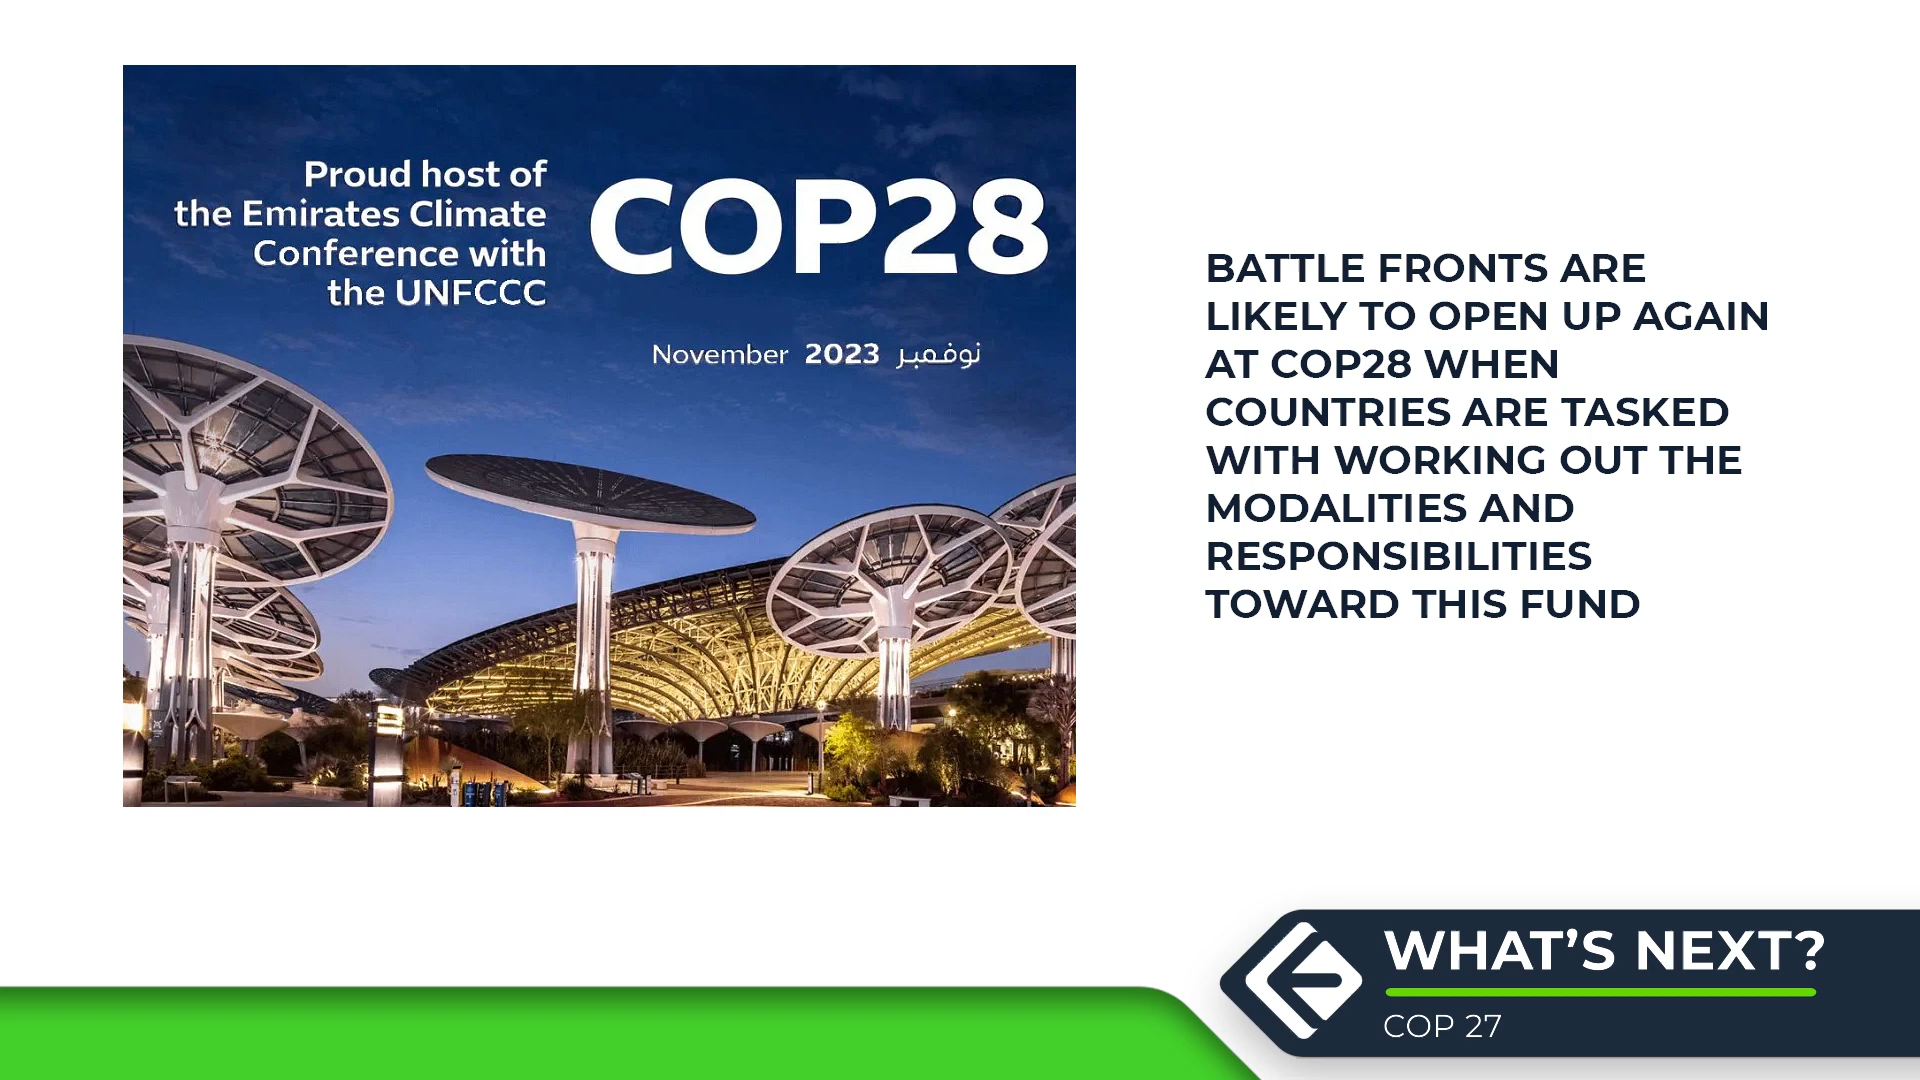 Proud host of
the Emirates Climate
Conference with
the UNFCCC
COP28
November 2023 نوفمبر
BATTLE FRONTS ARE
LIKELY TO OPEN UP AGAIN
AT COP28 WHEN
COUNTRIES ARE TASKED
WITH WORKING OUT THE
MODALITIES AND
RESPONSIBILITIES
TOWARD THIS FUND
WHAT'S NEXT?
COP 27